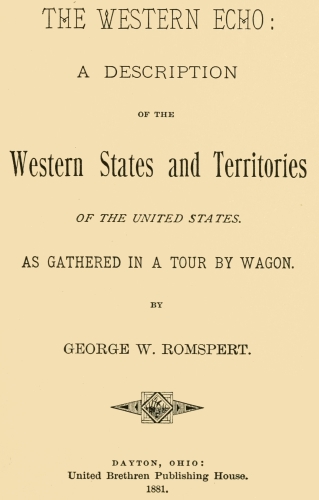 THE WESTERN ECHO:
A DESCRIPTION
OF THE
Western States and Territories
OF THE UNITED STATES.
AS GATHERED IN A TOUR BY WAGON.
BY
GEORGE W. ROMSPERT.
DAYTON, OHIO:
United Brethren Publishing House.
1881.